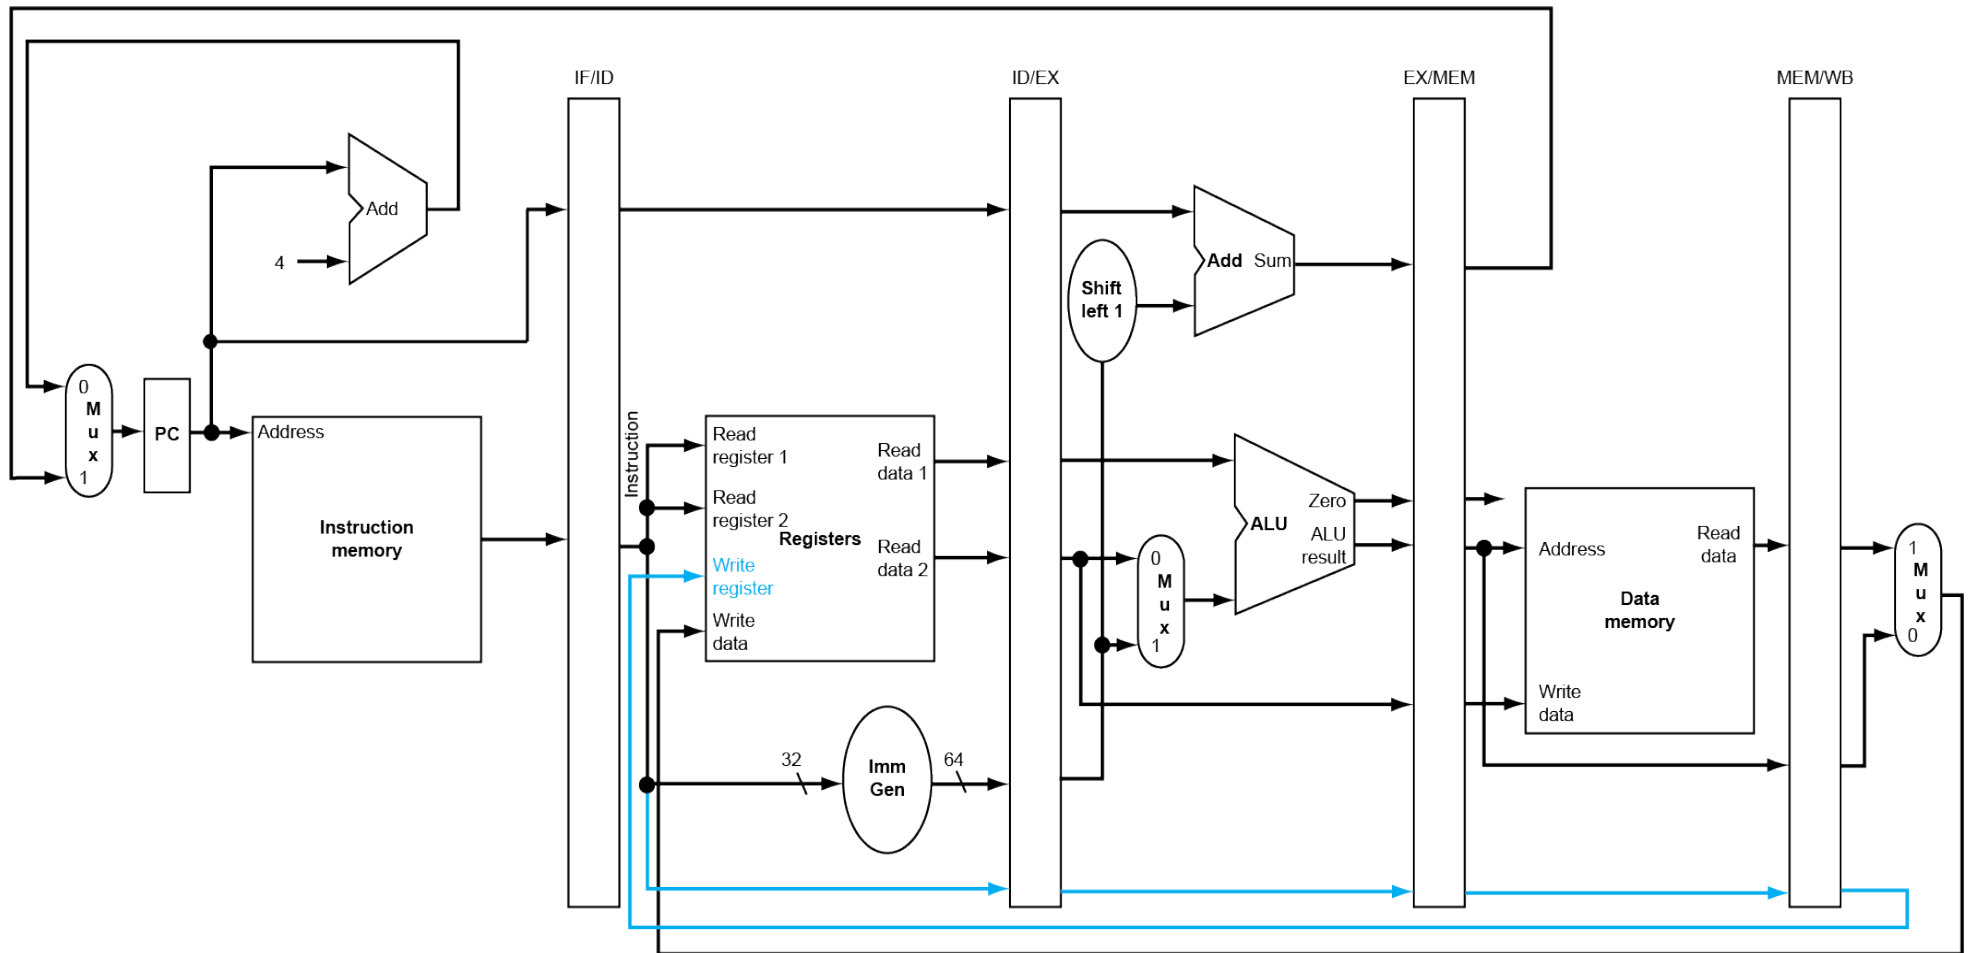 IF/ID
ID/EX
EX/MEM
MEM/WB
Add
4
Add Sum
Shift
left 1
0
M
u
x
1
PC
Address
Instruction
memory
Instruction
Read
register 1
Read
register 2
Write
register
Write
data
Registers
Read
data 1
Read
data 2
32
Imm
Gen
64
0
M
u
x
1
Zero
ALU
ALU
result
Address
Read
data
Data
memory
Write
data
1
M
u
x
0